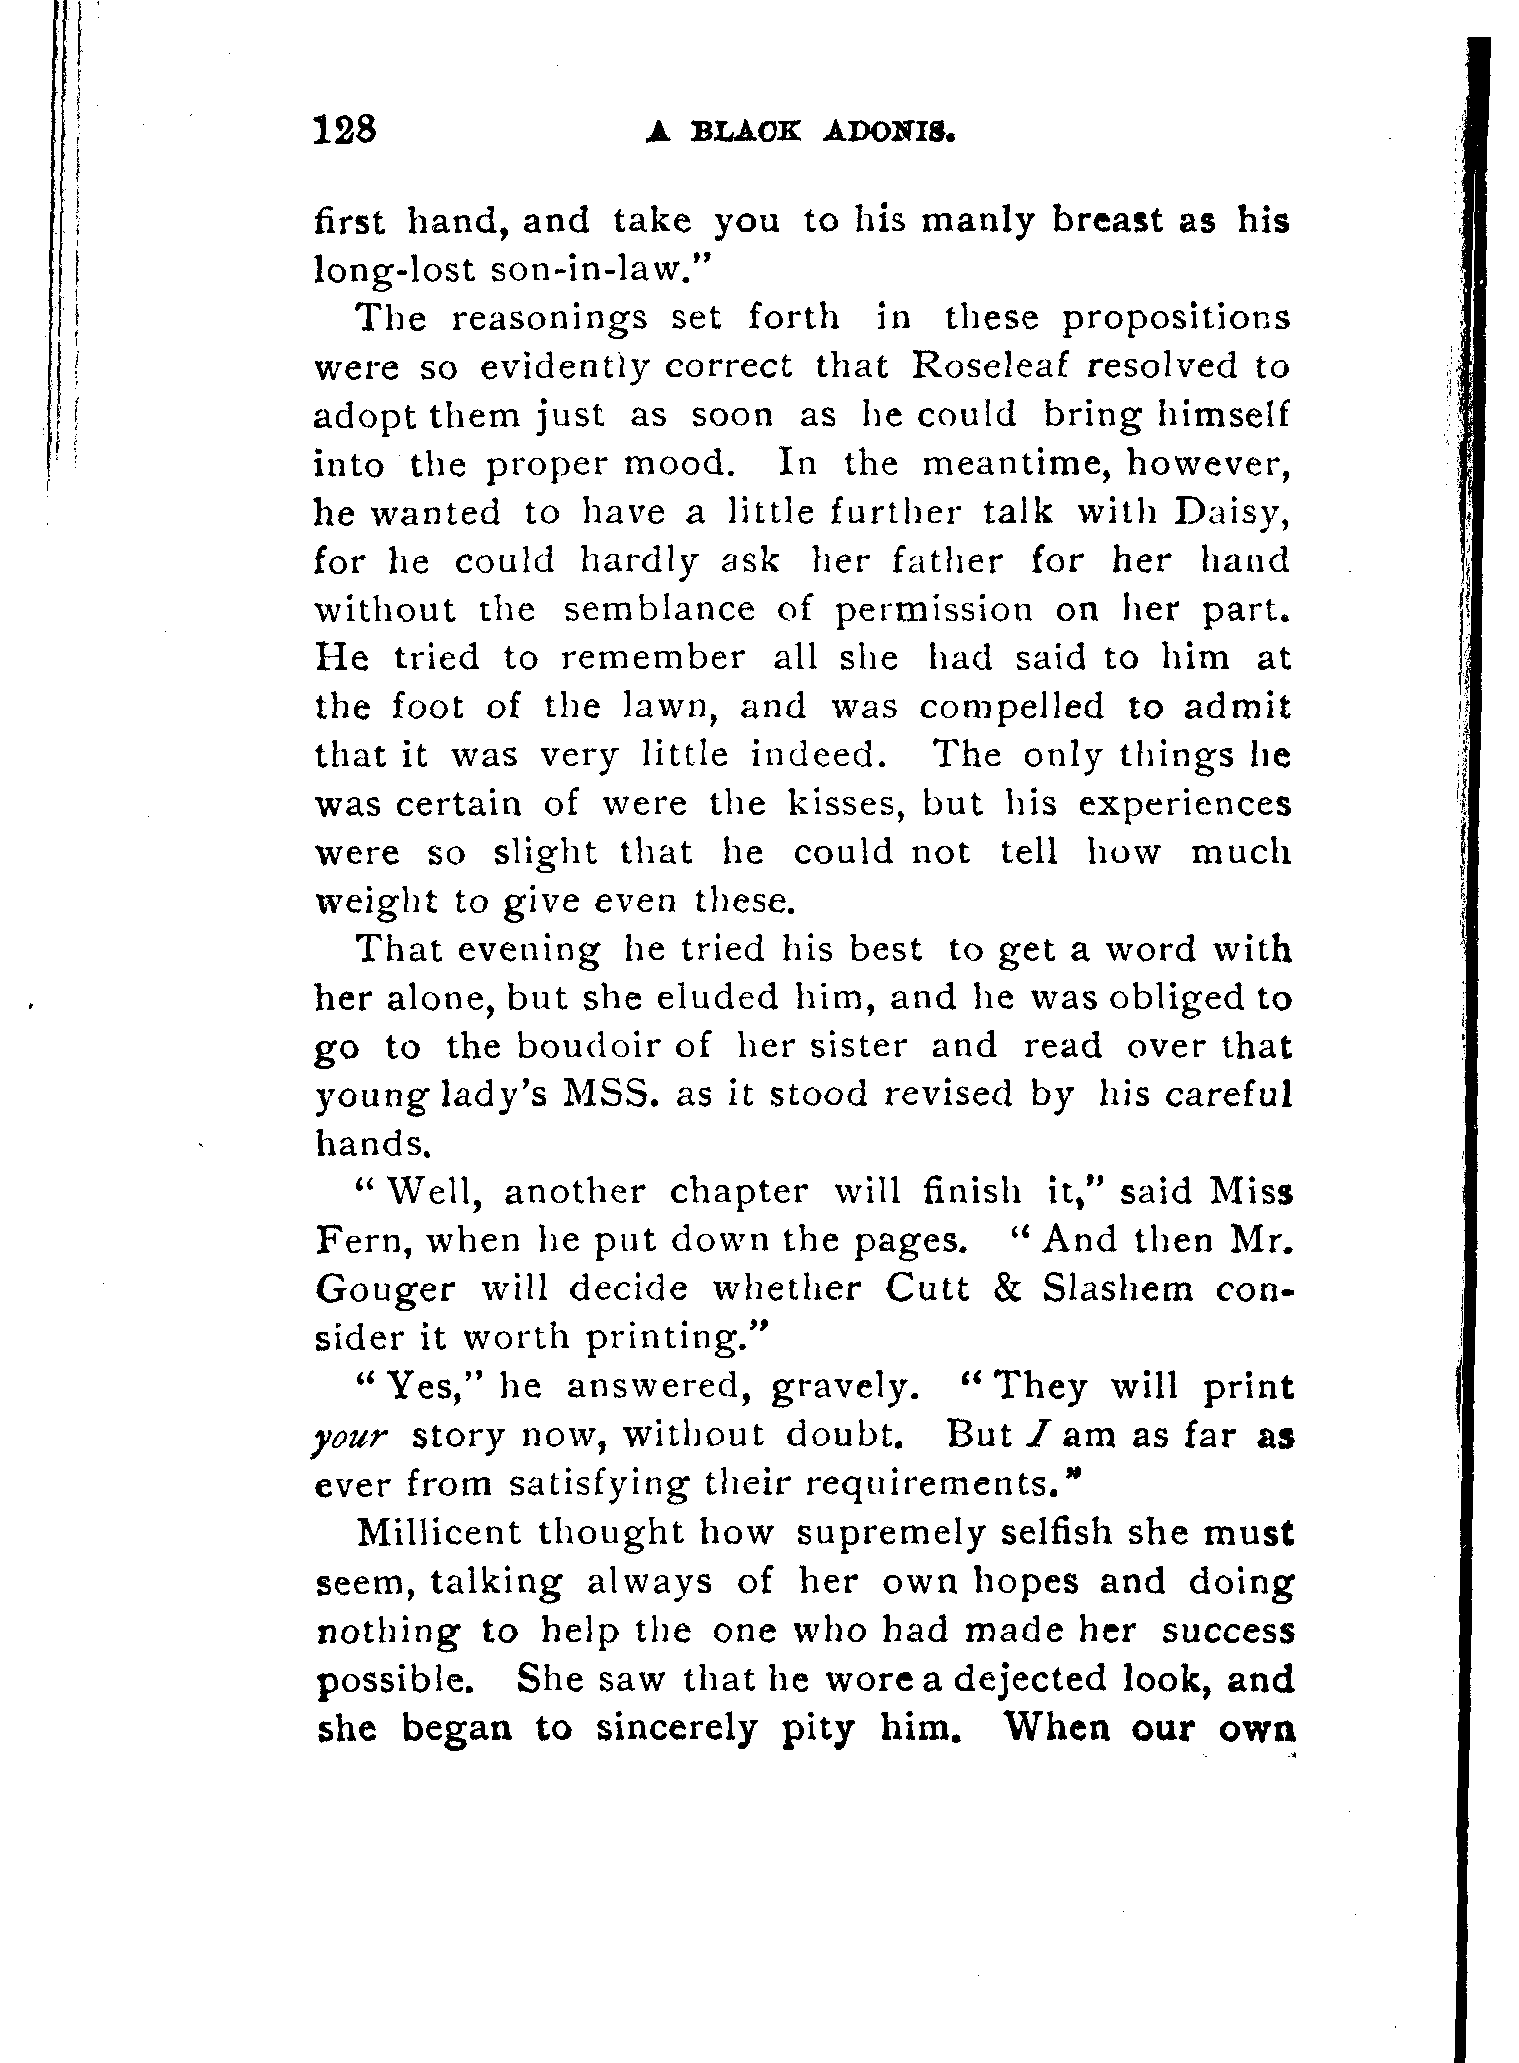 128 A BLACK ADONIS.
first hand, and take you to his manly breast as his
long-lost son-in-law."
The reasonings set forth in these propositions
were so evidently correct that Roseleaf resolved to
adopt them just as soon as he could bring himself
into the proper mood. In the meantime, however,
he wanted to have a little further talk with Daisy,
for he could hardly ask her father for her hand
without the semblance of permission on her part.
He tried to remember all she had said to him at
the foot of the lawn, and was compelled to admit
that it was very little indeed. The only things he
was certain of were the kisses, but his experiences
were so slight that he could not tell how much
weight to give even these.
That evening he tried his best to get a word with
her alone, but she eluded him, and he was obliged to
go to the boudoir of her sister and read over that
young lady's MSS. as it stood revised by his careful
hands.
"Well, another chapter will finish it," said Miss
Fern, when he put down the pages. "And then Mr.
Gouger will decide whether Cutt & Slashem con-
sider it worth printing."
"Yes," he answered, gravely. "They will print
your story now, without doubt. But I am as far as
ever from satisfying their requirements."
Millicent thought how supremely selfish she must
seem, talking always of her own hopes and doing
nothing to help the one who had made her success
possible. She saw that he wore a dejected look, and
she began to sincerely pity him. When our own